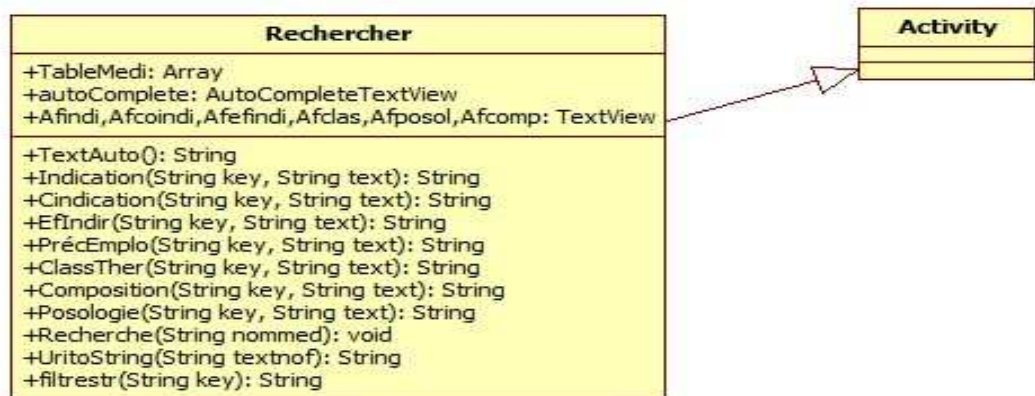 Rechercher
+TableMedi: Array
+autoComplete: AutoCompleteTextView
+Afindi,Afcoindi,Afefindi,Afclas,Afposol,Afcomp: TextView
+TextAuto(): String
+Indication(String key, String text): String
+Cindication(String key, String text): String
+EfIndir(String key, String text): String
+PrécEmplo(String key, String text): String
+ClassTher(String key, String text): String
+Composition(String key, String text): String
+Posologie(String key, String text): String
+Recherche(String nommed): void
+UritoString(String textnof): String
+filtrestr(String key): String
Activity